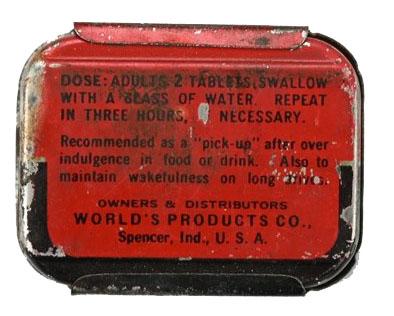 DOSE: ADULTS 2 TABLETS, SWALLOW
WITH A GLASS OF WATER. REPEAT
IN THREE HOURS, NECESSARY.
Recommended as a "pick-up" after over
indulgence in food or drink. Also to
maintain wakefulness on long drives.
OWNERS & DISTRIBUTORS
WORLD'S PRODUCTS CO.,
Spencer, Ind., U. S. A.